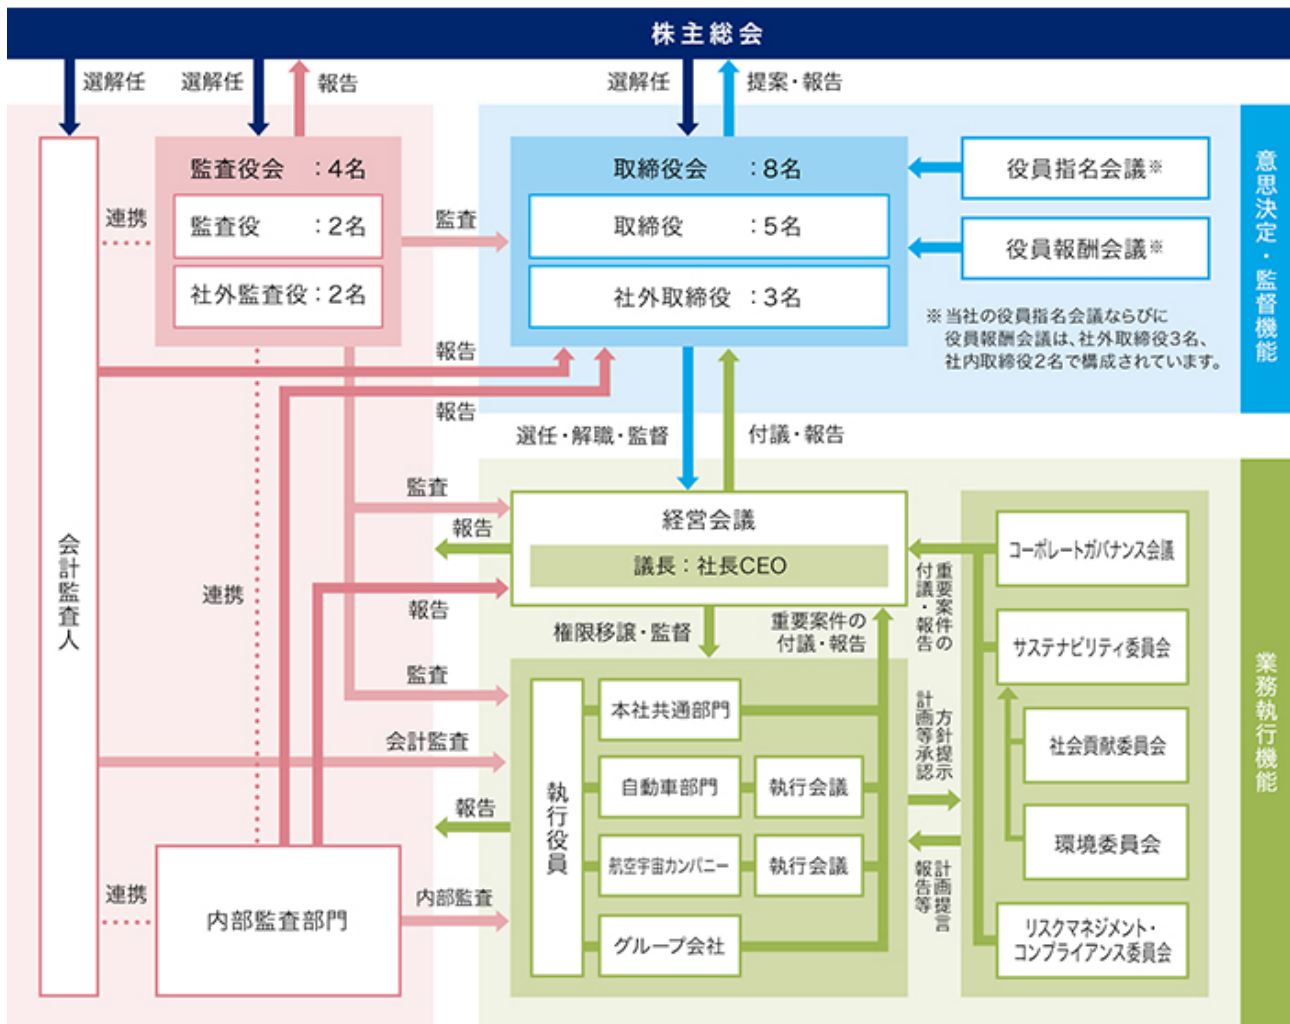 株主総会
選解任
選解任
報告
選解任
提案・報告
監査役会 ：4名
監査役 ：2名
社外監査役：2名
連携
監査
取締役会 ：8名
取締役 ：5名
社外取締役 ：3名
役員指名会議※
役員報酬会議※
※当社の役員指名会議ならびに
役員報酬会議は、社外取締役3名、
社内取締役2名で構成されています。
意思決定・監督機能
報告
報告
選任・解職・監督
付議・報告
会計監査人
連携
監査
報告
報告
監査
会計監査
報告
経営会議
議長：社長CEO
権限移譲・監督
重要案件の
付議・報告
重要案件の
付議・報告
執行役員
本社共通部門
自動車部門
執行会議
航空宇宙カンパニー
執行会議
グループ会社
方針提示
計画等承認
計画提言
報告等
コーポレートガバナンス会議
サステナビリティ委員会
社会貢献委員会
環境委員会
リスクマネジメント・
コンプライアンス委員会
業務執行機能
連携
内部監査部門
内部監査